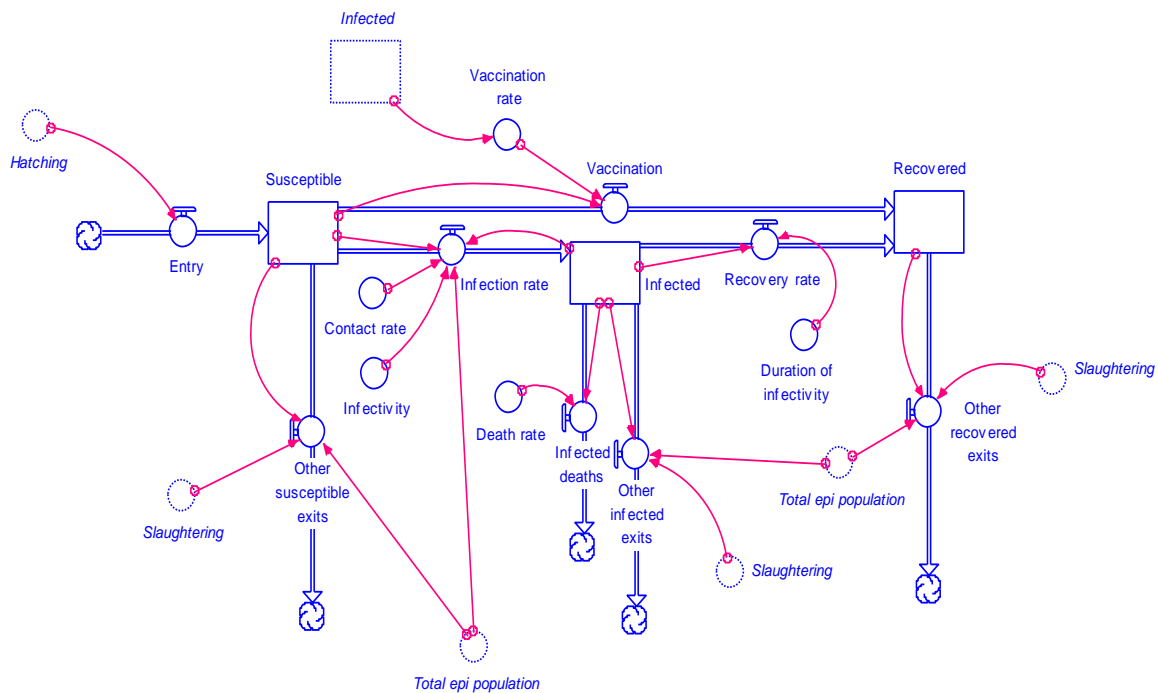 Infected
Vaccination
rate
Hatching
Susceptible
Vaccination
Recovered
Entry
Infection rate
Infected
Recovery rate
Contact rate
Duration of
infectivity
Slaughtering
Infectivity
Death rate
Infected
deaths
Other
recovered
exits
Other
susceptible
exits
Other
infected
exits
Total epi population
Slaughtering
Slaughtering
Total epi population